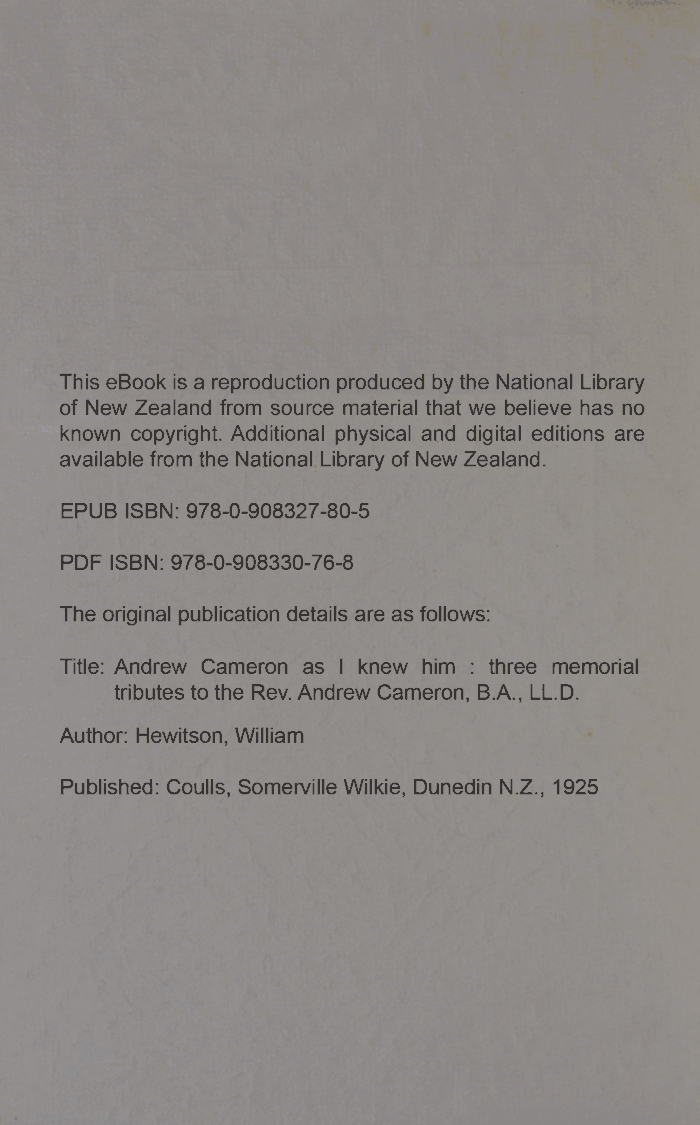 This eBook is a reproduction produced by the National Library
of New Zealand from source material that we believe has no
known copyright. Additional physical and digital editions are
available from the National Library of New Zealand.
EPUB ISBN: 978-0-908327-80-5
PDF ISBN: 978-0-908330-76-8
The original publication details are as follows:
Title: Andrew Cameron as I knew him : three memorial
tributes to the Rev. Andrew Cameron, B.A., LL.D.
Author: Hewitson, William
Published: Coulls, Somerville Wilkie, Dunedin N.Z., 1925